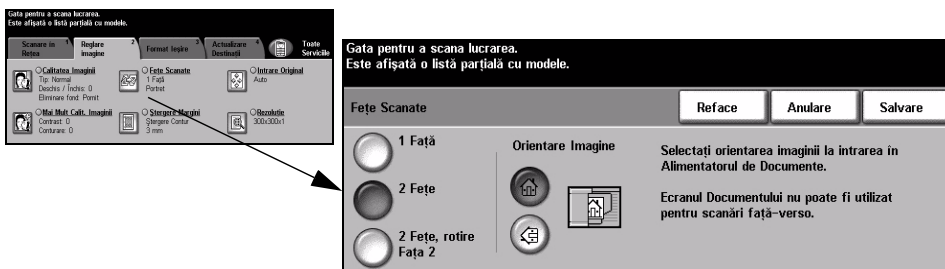 Gata pentru a scana lucrarea.
Este afişată o listă parţială cu modele.
Scanare în Reţea 1
Reglare imagine 2
Format Ieşire 3
Actualizare Destinaţii 4
Toate Serviciile
Calitatea Imaginii
Tip: Normal
Deschis / Închis: 0
Eliminare fond: Pornit
Feţe Scanate
1 Faţă
Portret
Intrare Original
Auto
Mai Mult Calit. Imaginii
Contrast: 0
Conturare: 0
Ştergere Margini
Ştergere Contur
3 mm
Rezoluţie
300x300x1
Gata pentru a scana lucrarea.
Este afişată o listă parţială cu modele.
Feţe Scanate
Reface
Anulare
Salvare
1 Faţă
2 Feţe
2 Feţe, rotire
Faţa 2
Orientare Imagine
Selectaţi orientarea imaginii la intrarea în
Alimentatorul de Documente.
Ecranul Documentului nu poate fi utilizat
pentru scanări faţă-verso.